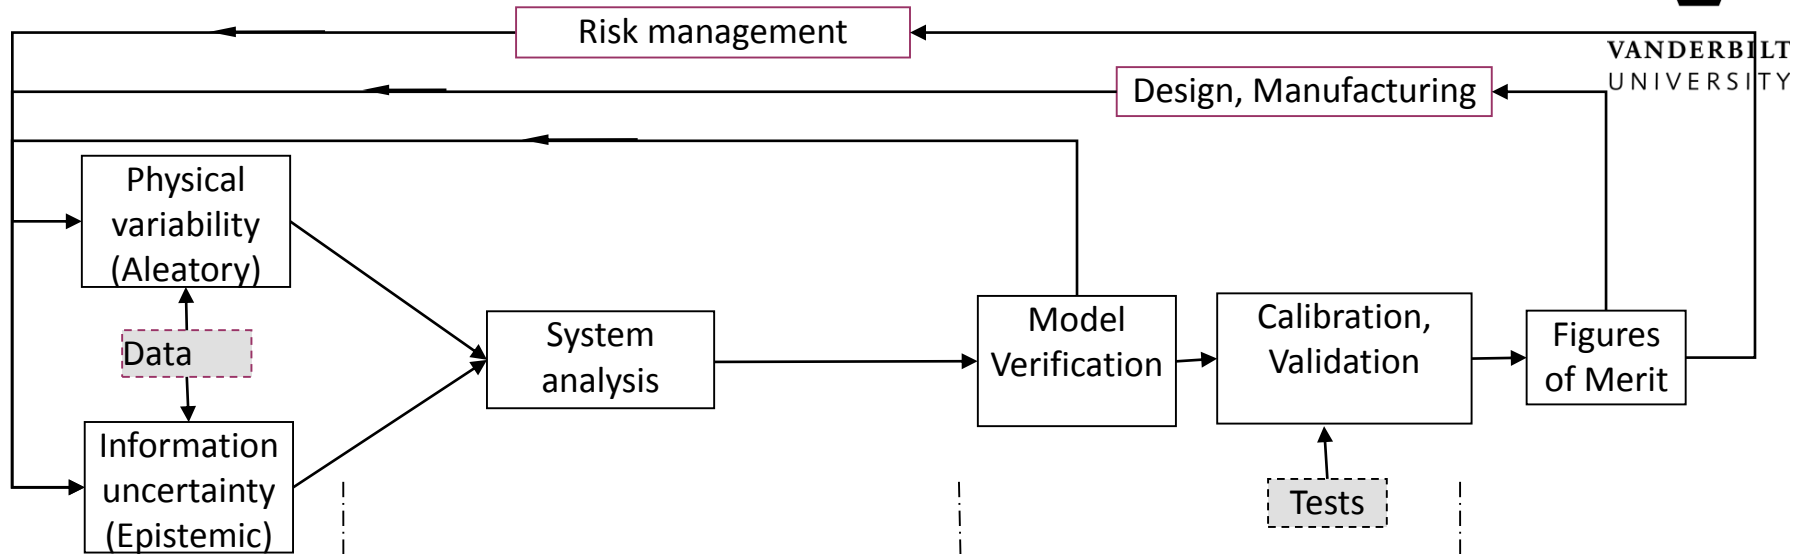 Risk management
VANDERBILT
UNIVERSITY
Design, Manufacturing
Physical
variability
(Aleatory)
Data
Information
uncertainty
(Epistemic)
System
analysis
Model
Verification
Calibration,
Validation
Tests
Figures
of Merit